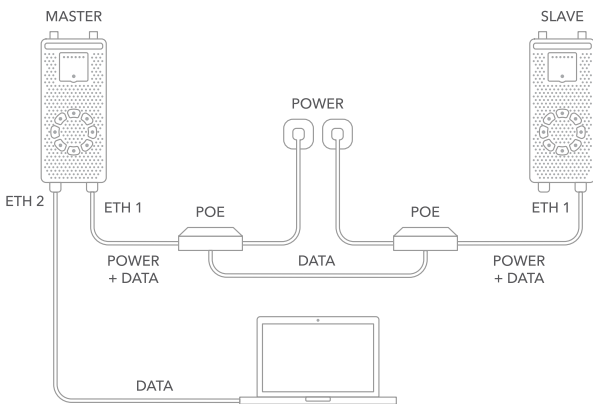 MASTER
SLAVE
POWER
ETH 2
ETH 1
POE
POE
ETH 1
POWER
+ DATA
DATA
POWER
+ DATA
DATA